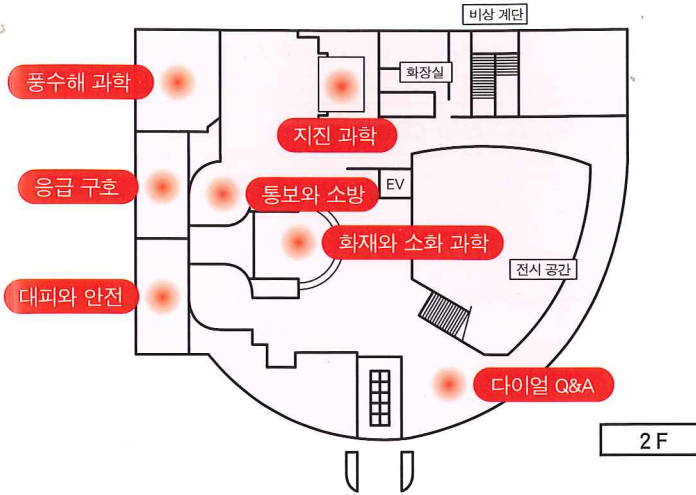 비상 계단
화장실
풍수해 과학
지진 과학
응급 구호
통보와 소방
EV
화재와 소화 과학
전시 공간
대피와 안전
다이얼 Q&A
2F